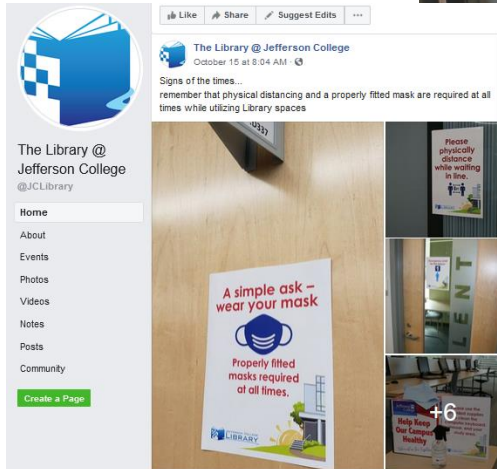 Like Share Suggest Edits ...
The Library @ Jefferson College
October 15 at 8:04 AM ·
Signs of the times...
remember that physical distancing and a properly fitted mask are required at all
times while utilizing Library spaces
The Library @
Jefferson College
@JCLibrary
Home
About
Events
Photos
Videos
Notes
Posts
Community
Create a Page
A simple ask –
wear your mask
Properly fitted
masks required
at all times.
LIBRARY
Please
physically
distance
while waiting
in line.
LENT
+6
Help Keep
Our Campus
Healthy